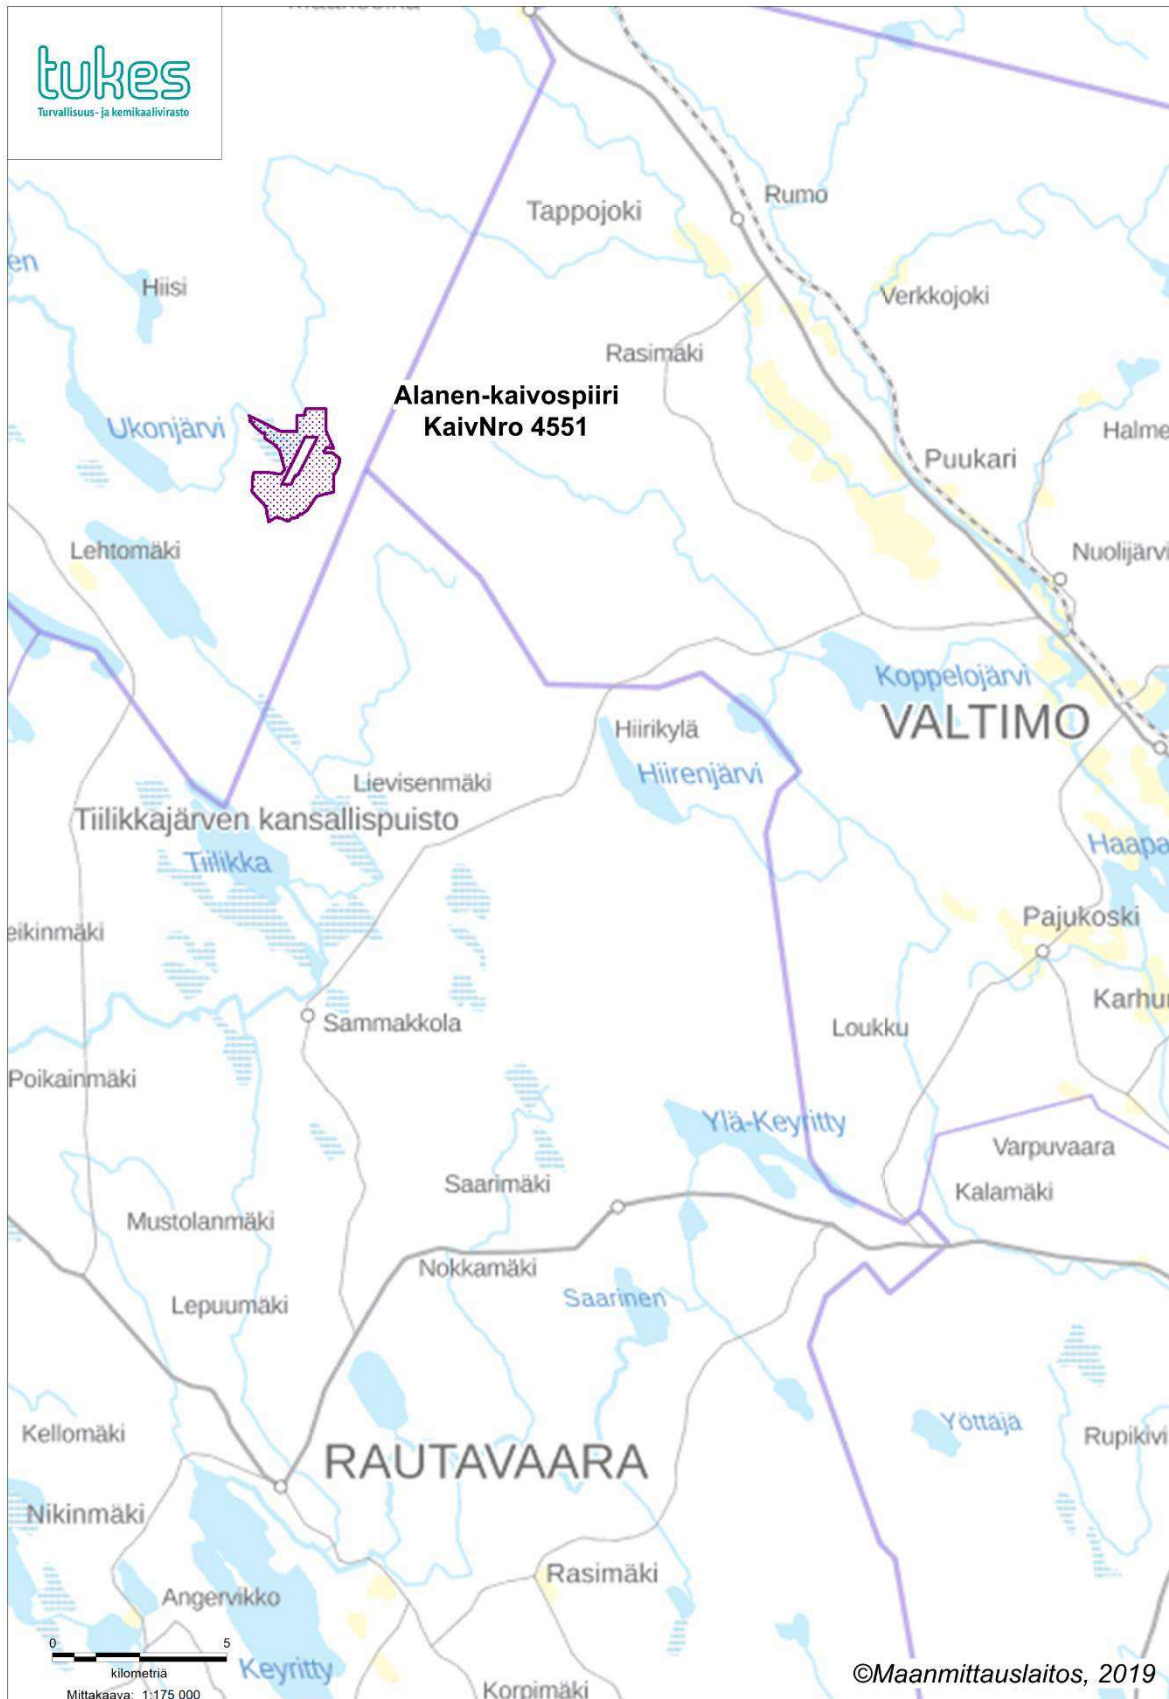 tukes
Turvallisuus- ja kemikaalivirasto
Rumo
Tappojoki
en
Hiisi
Verkkojoki
Rasimäki
Alanen-kaivospiiri
KaivNro 4551
Ukonjärvi
Halme
Puukari
Lehtomäki
Nuolijärvi
Koppelojärvi
VALTIMO
Hiirikylä
Hiirenjärvi
Lievisenmäki
Tiilikkajärven kansallispuisto
Haapa
Tiilikka
Pajukoski
eikinmäki
Karhu
Sammakkola
Loukku
Poikainmäki
Ylä-Keyritty
Varpuvaara
Saarimäki
Kalamäki
Mustolanmäki
Nokkamäki
Saarinen
Lepuumäki
Yöttäjä
Kellomäki
Rupikivi
RAUTAVAARA
Nikinmäki
Rasimäki
Angervikko
0 5
kilometriä
Keyritty
©Maanmittauslaitos, 2019
Mittakaava: 1:175 000
Korpimäki